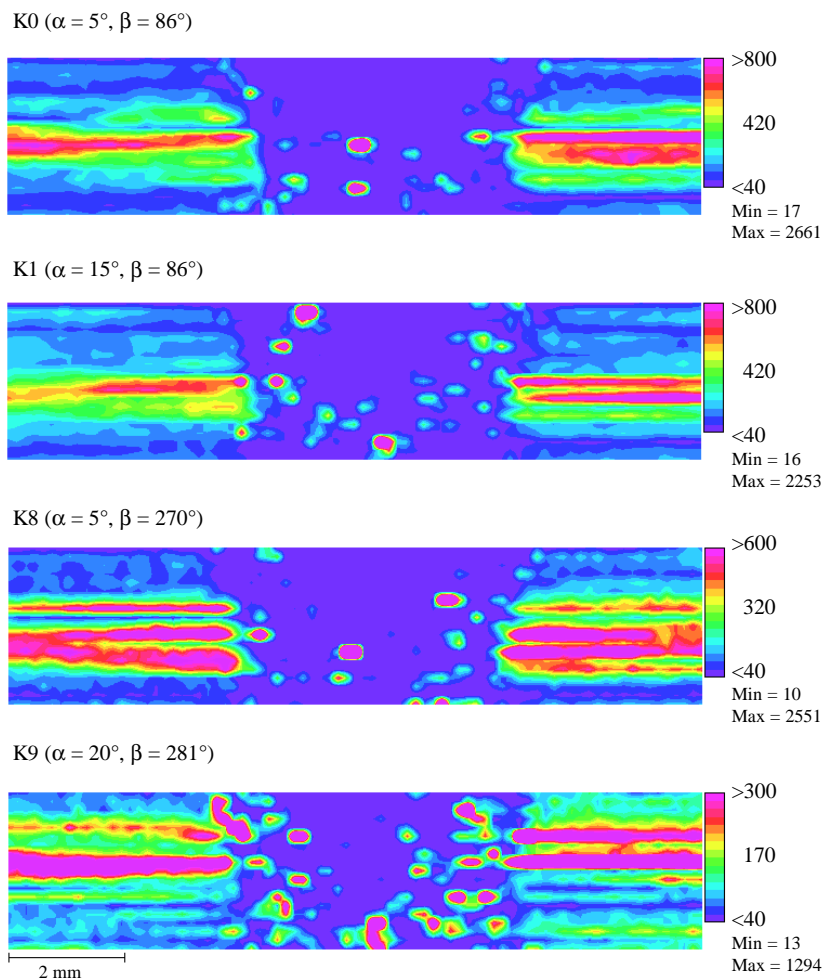 K0 (α = 5°, β = 86°)
>800
420
<40
Min = 17
Max = 2661
K1 (α = 15°, β = 86°)
>800
420
<40
Min = 16
Max = 2253
K8 (α = 5°, β = 270°)
>600
320
<40
Min = 10
Max = 2551
K9 (α = 20°, β = 281°)
>300
170
<40
Min = 13
Max = 1294
2 mm